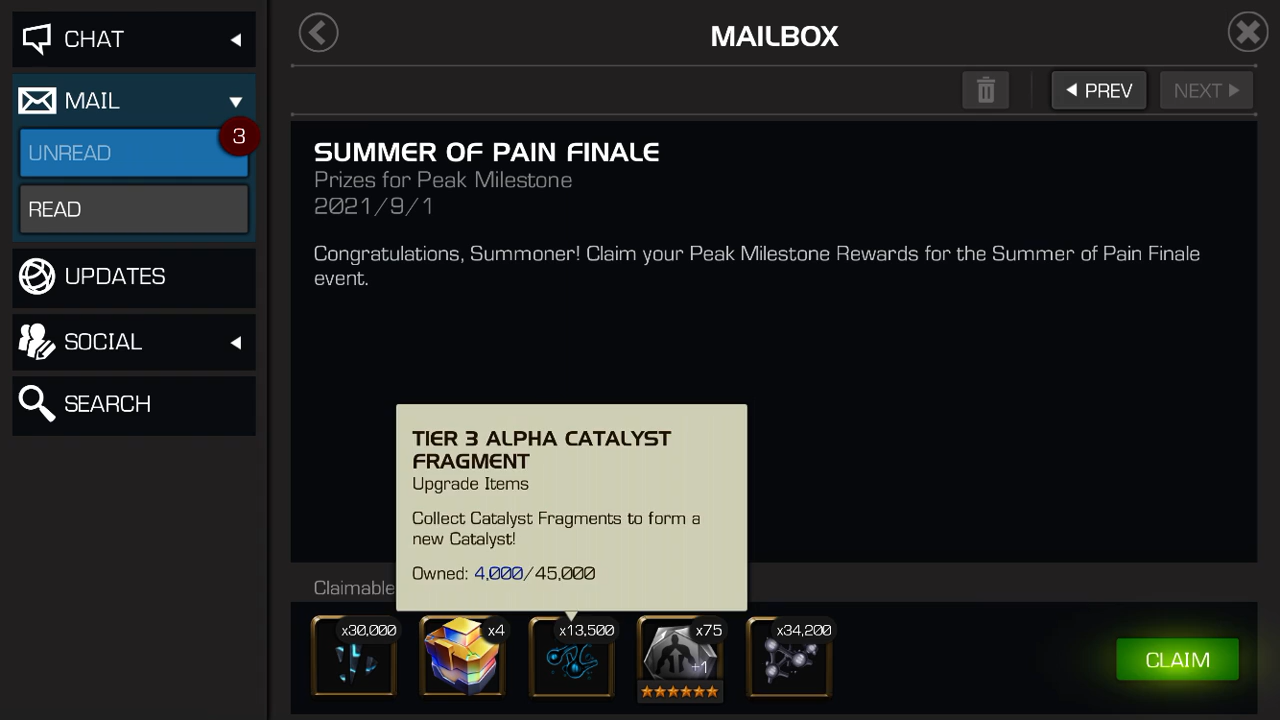 CHAT
MAIL
3
UNREAD
READ
UPDATES
SOCIAL
SEARCH
MAILBOX
PREV
NEXT
SUMMER OF PAIN FINALE
Prizes for Peak Milestone
2021/9/1
Congratulations, Summoner! Claim your Peak Milestone Rewards for the Summer of Pain Finale
event.
TIER 3 ALPHA CATALYST
FRAGMENT
Upgrade Items
Collect Catalyst Fragments to form a
new Catalyst!
Owned: 4,000/45,000
Claimable
x30,000
x4
x13,500
x75
+1
x34,200
CLAIM